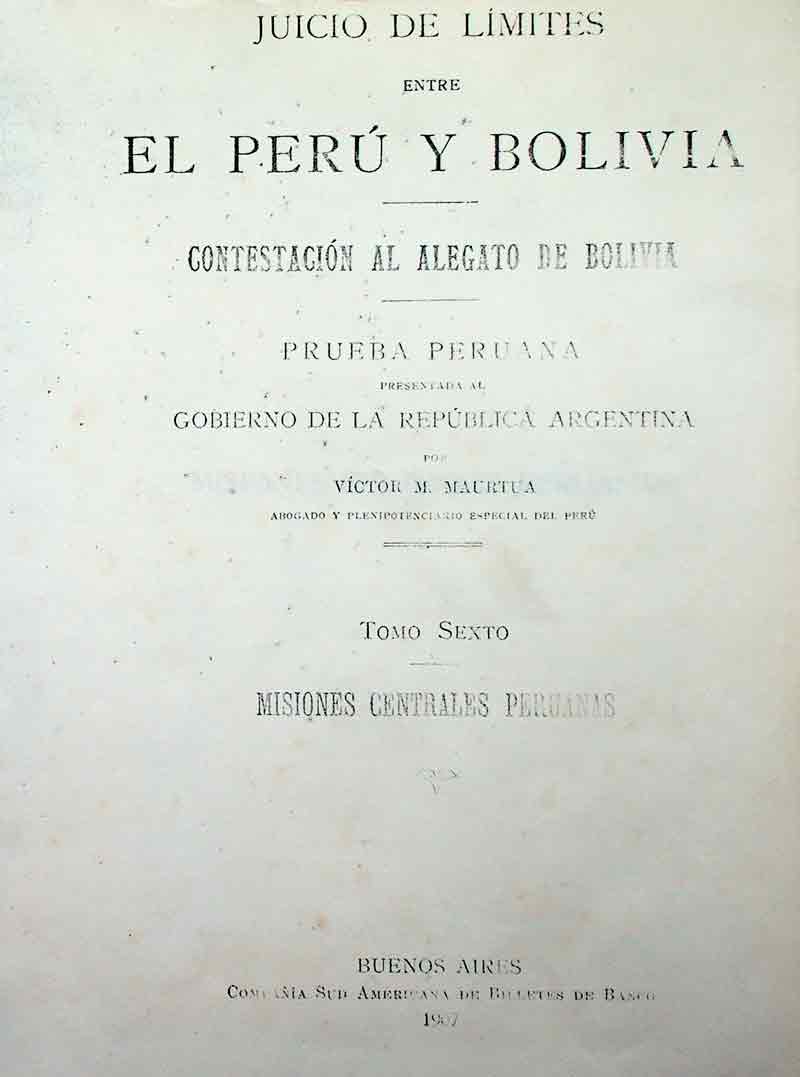 JUICIO DE LÍMITES
ENTRE
EL PERÚ Y BOLIVIA
CONTESTACIÓN AL ALEGATO DE BOLIVIA
PRUEBA PERUANA
PRESENTADA AL
GOBIERNO DE LA REPÚBLICA ARGENTINA
POR
VÍCTOR M. MAURTUA
ABOGADO Y PLENIPOTENCIARIO ESPECIAL DEL PERÚ
TOMO SEXTO
MISIONES CENTRALES PERUANAS
BUENOS AIRES
COMPAÑÍA SUD AMERICANA DE BILLETES DE BANCO
1907